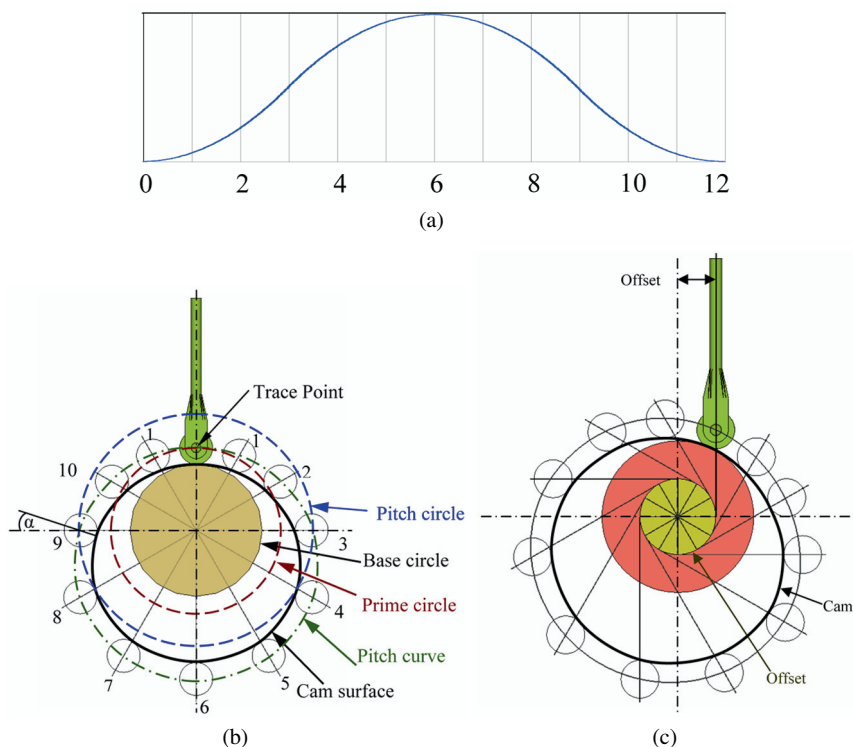 0 2 4 6 8 10 12
(a)
Offset
Trace Point
1 1
10 2
α
Pitch circle
9 3
Base circle
8 4
Prime circle
Pitch curve
7 5
Cam surface
6
Cam
Offset
(b) (c)